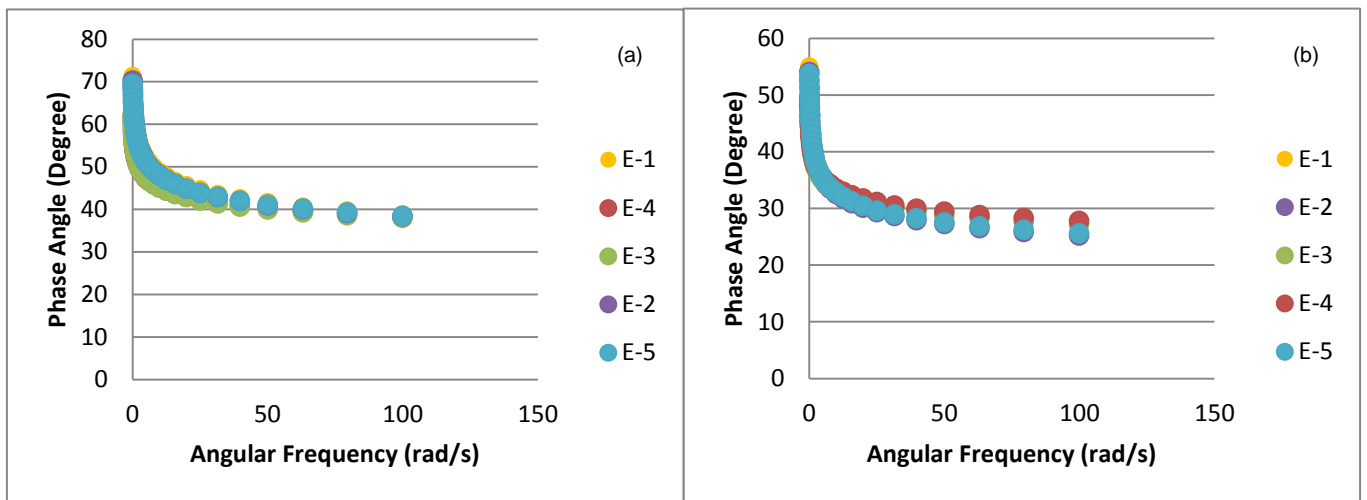 (a)
Phase Angle (Degree)
80
70
60
50
40
30
20
10
0
0 50 100 150
Angular Frequency (rad/s)
E-1
E-4
E-3
E-2
E-5
(b)
Phase Angle (Degree)
60
50
40
30
20
10
0
0 50 100 150
Angular Frequency (rad/s)
E-1
E-2
E-3
E-4
E-5